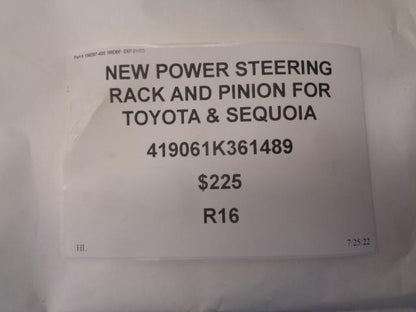 NEW POWER STEERING
RACK AND PINION FOR
TOYOTA & SEQUOIA
419061K361489
$225
R16
HL 7/25/22